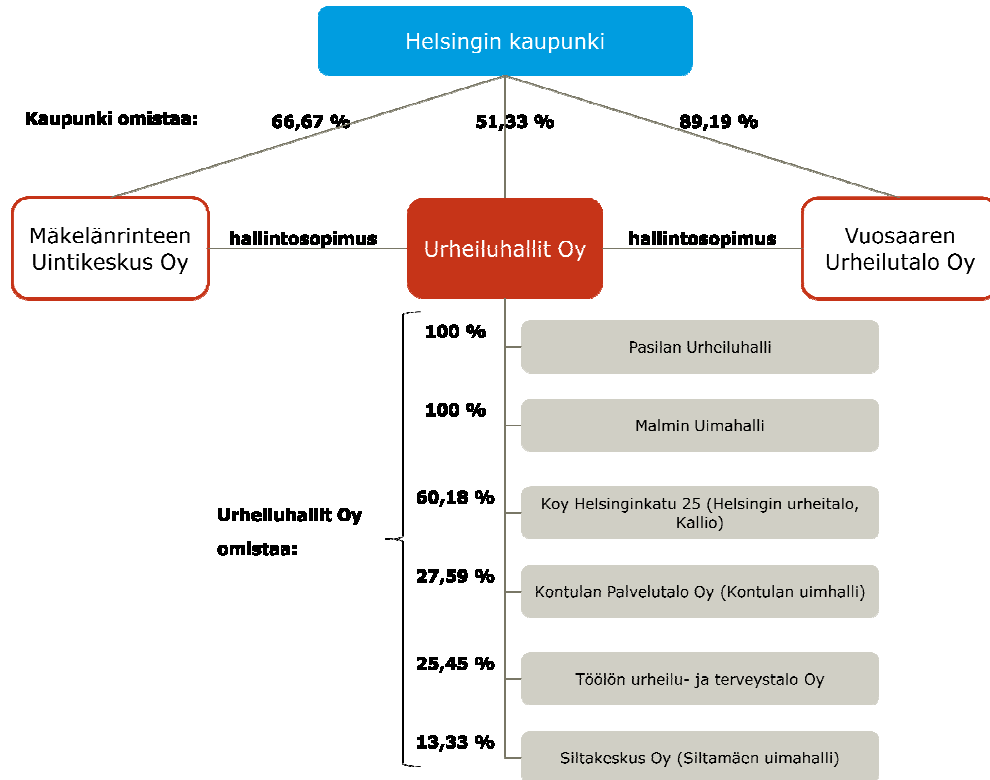 Helsingin kaupunki
Kaupunki omistaa:
66,67 %
51,33 %
89,19 %
Mäkelänrinteen
Uintikeskus Oy
hallintosopimus
Urheiluhallit Oy
hallintosopimus
Vuosaaren
Urheilutalo Oy
100 %
Pasilan Urheiluhalli
100 %
Malmin Uimahalli
60,18 %
Koy Helsinginkatu 25 (Helsingin urheitalo,
Kallio)
Urheiluhallit Oy
omistaa:
27,59 %
Kontulan Palvelutalo Oy (Kontulan uimhalli)
25,45 %
Töölön urheilu- ja terveystalo Oy
13,33 %
Siltakeskus Oy (Siltamäen uimahalli)